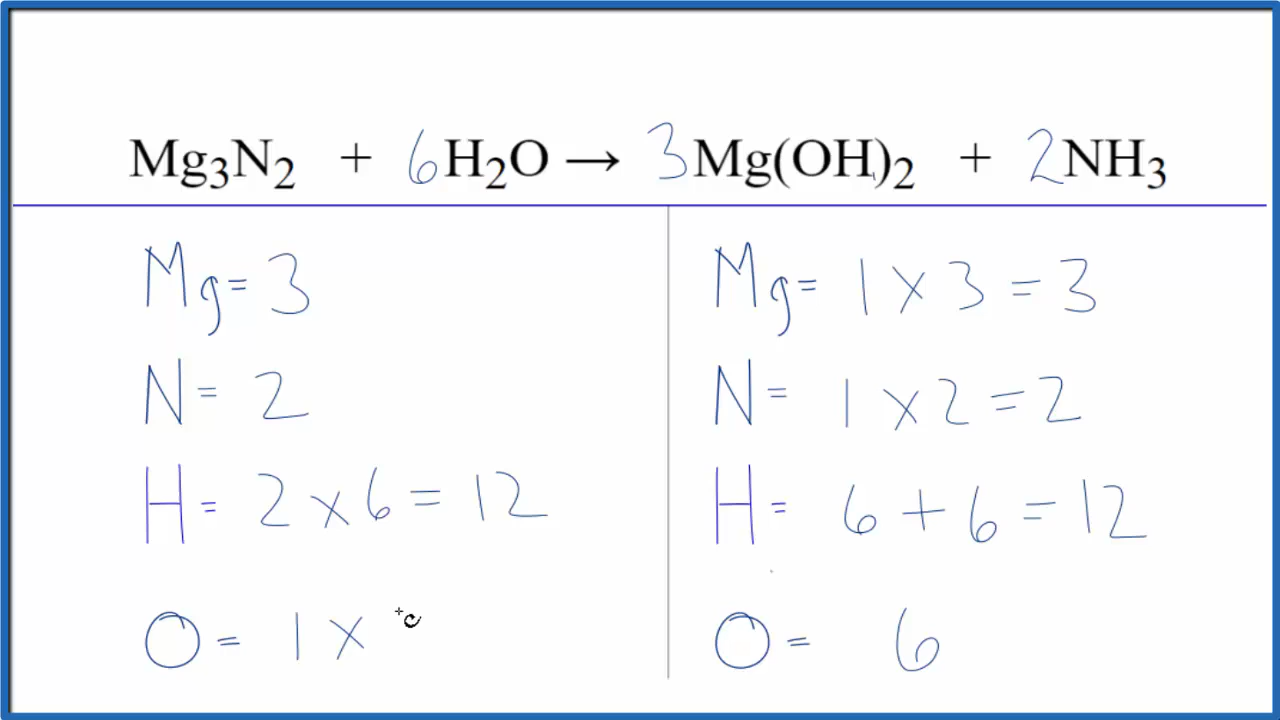 Mg₃N₂ + 6H₂O → 3Mg(OH)₂ + 2NH₃
Mg= 3
N= 2
H= 2 x 6 = 12
O= 1 x
Mg= 1 x 3 = 3
N= 1 x 2 = 2
H= 6 + 6 = 12
O= 6